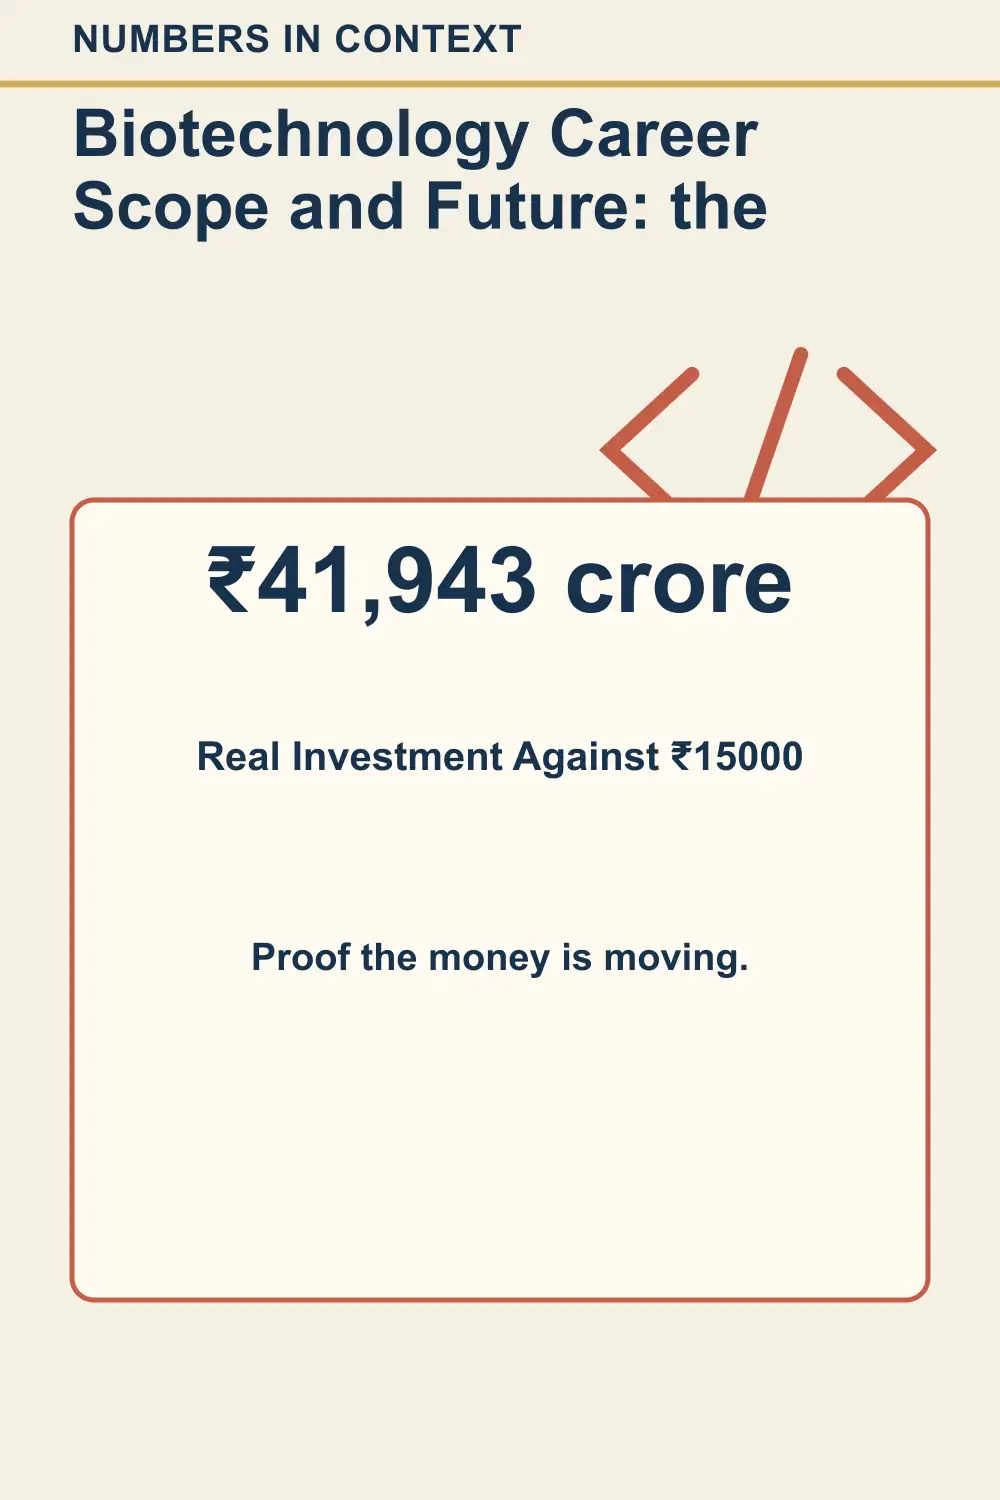 NUMBERS IN CONTEXT
Biotechnology Career
Scope and Future: the
₹41,943 crore
Real Investment Against ₹15000
Proof the money is moving.